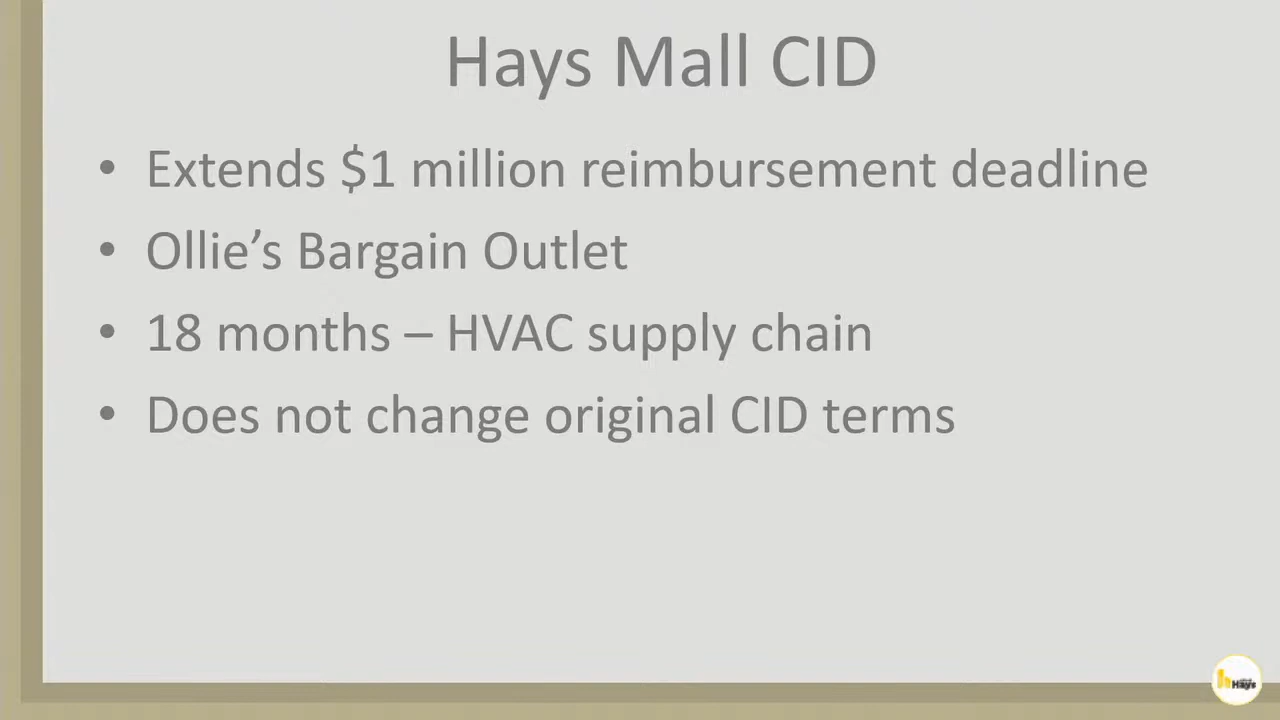 Hays Mall CID
• Extends $1 million reimbursement deadline
• Ollie’s Bargain Outlet
• 18 months – HVAC supply chain
• Does not change original CID terms
Hays